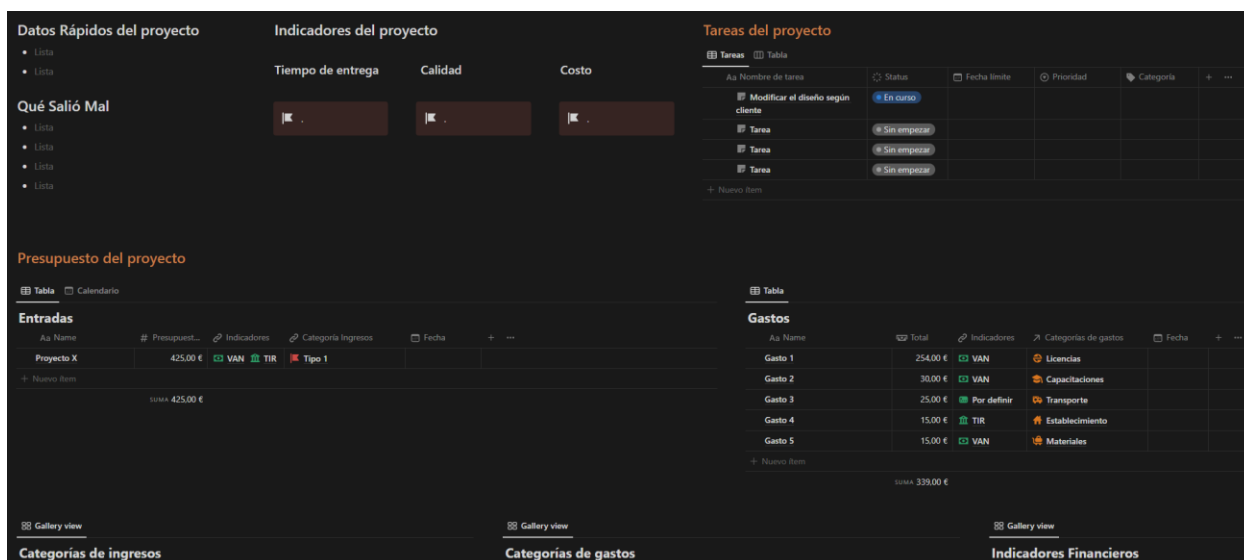 Datos Rápidos del proyecto
Lista
Lista
Qué Salió Mal
Lista
Lista
Lista
Lista
Indicadores del proyecto
Tiempo de entrega
Calidad
Costo
.
.
.
Tareas del proyecto
Tareas Tabla
Aa Nombre de tarea Status Fecha límite Prioridad Categoría + ...
Modificar el diseño según
cliente
En curso
Tarea Sin empezar
Tarea Sin empezar
Tarea Sin empezar
+ Nuevo ítem
Presupuesto del proyecto
Tabla Calendario
Entradas
Aa Name # Presupuest... Indicadores Categoría Ingresos Fecha + ...
Proyecto X 425,00 € VAN TIR Tipo 1
+ Nuevo ítem
SUMA 425,00 €
Tabla
Gastos
Aa Name Total Indicadores Categorías de gastos Fecha + ...
Gasto 1 254,00 € VAN Licencias
Gasto 2 30,00 € VAN Capacitaciones
Gasto 3 25,00 € Por definir Transporte
Gasto 4 15,00 € TIR Establecimiento
Gasto 5 15,00 € VAN Materiales
+ Nuevo ítem
SUMA 339,00 €
Gallery view
Categorías de ingresos
Gallery view
Categorías de gastos
Gallery view
Indicadores Financieros